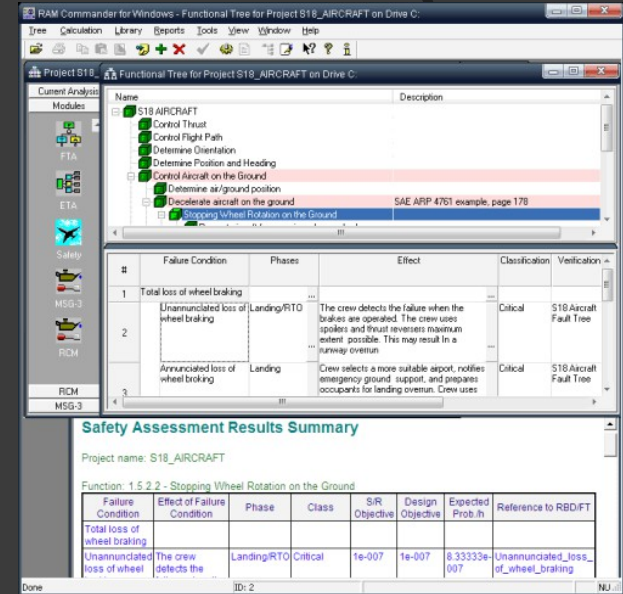 RAM Commander for Windows - Functional Tree for Project S18_AIRCRAFT on Drive C:
Tree Calculation Library Reports Tools View Window Help
Project S18_
Functional Tree for Project S18_AIRCRAFT on Drive C:
Current Analysis
Modules
FTA
ETA
Safety
MSG-3
RCM
RCM
MSG-3
Name Description
S18 AIRCRAFT
Control Thrust
Control Flight Path
Determine Orientation
Determine Position and Heading
Control Aircraft on the Ground
Determine air/ground position
Decelerate aircraft on the ground SAE ARP 4761 example, page 178
Stopping Wheel Rotation on the Ground
# Failure Condition Phases Effect Classification Verification
1 Total loss of wheel braking ... ...
2 Unannunclated loss of Landing/RTO The crew detects the failure when the Critical S18 Aircraft
wheel broking brakes are operated. The crew uses Fault Tree
spoilers and thrust reversers maximum
extent possible. This may result In a
... runway overrun ...
3 Annunciated loss of Landing Crew selects a more suitable airport, notifies Critical S18 Aircraft
wheel broking emergency ground support, and prepares Fault Tree
occupants for landing overrun. Crew uses
Safety Assessment Results Summary
Project name: S18_AIRCRAFT
Function: 1.5.2.2 - Stopping Wheel Rotation on the Ground
Failure Effect of Failure Phase Class S/R Design Expected Reference to RBD/FT
Condition Condition Objective Objective Prob./h
Total loss of
wheel braking
Unannunclated The crew Landing/RTO Critical 1e-007 1e-007 8.33333e- Unannunciated_loss_
loss of wheel detects the 007 of_wheel_braking
Done ID: 2 NU